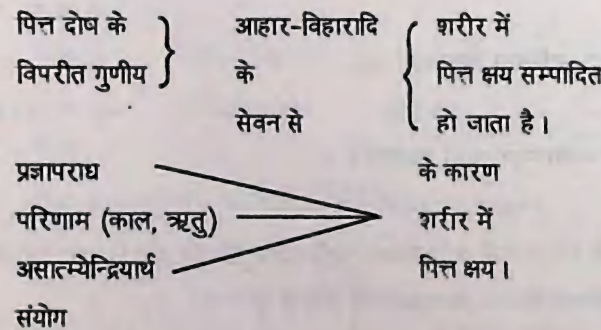 पित्त दोष के आहार-विहारादि शरीर में
विपरीत गुणीय के पित्त क्षय सम्पादित
सेवन से हो जाता है।
प्रज्ञापराध के कारण
परिणाम (काल, ऋतु) शरीर में
असात्म्येन्द्रियार्थ पित्त क्षय।
संयोग